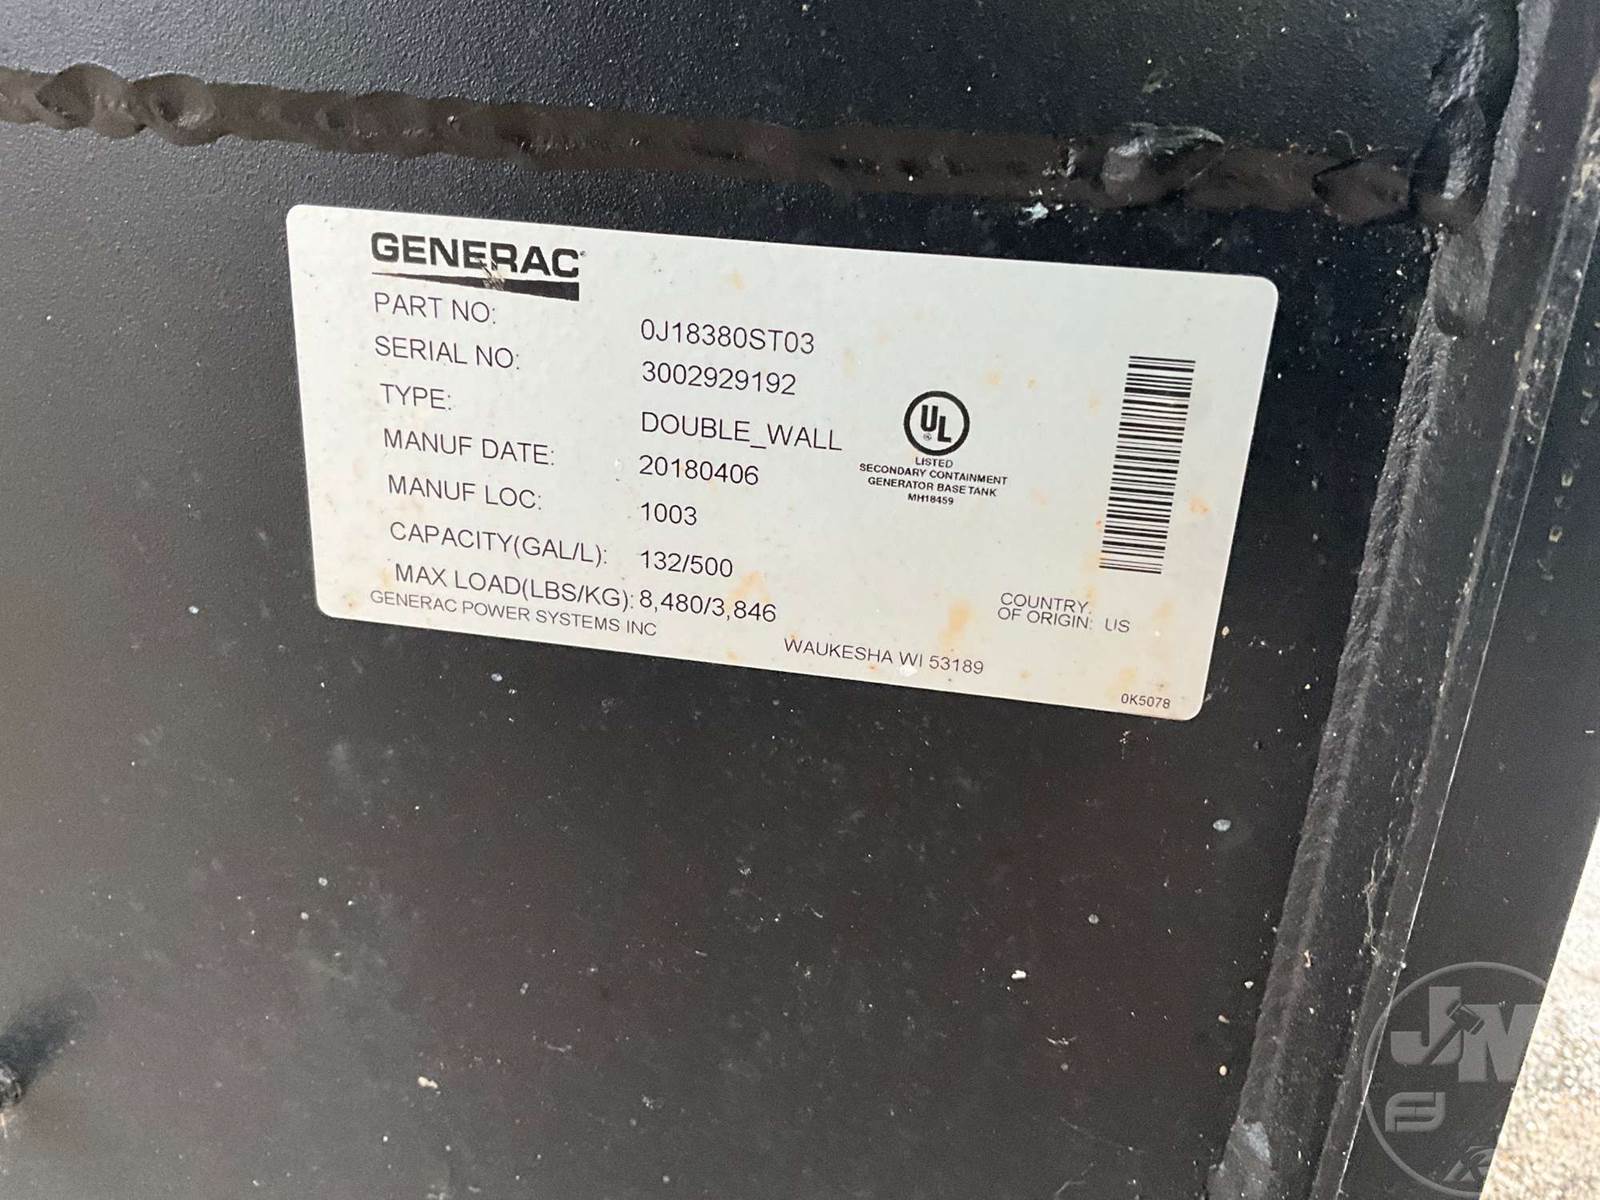 GENERAC
PART NO: 0J18380ST03
SERIAL NO: 3002929192
TYPE: DOUBLE_WALL
MANUF DATE: 20180406
MANUF LOC: 1003
CAPACITY(GAL/L): 132/500
MAX LOAD(LBS/KG): 8,480/3,846
GENERAC POWER SYSTEMS INC WAUKESHA WI 53189
UL
LISTED
SECONDARY CONTAINMENT
GENERATOR BASE TANK
MH18459
COUNTRY
OF ORIGIN: US
0K5078
JM